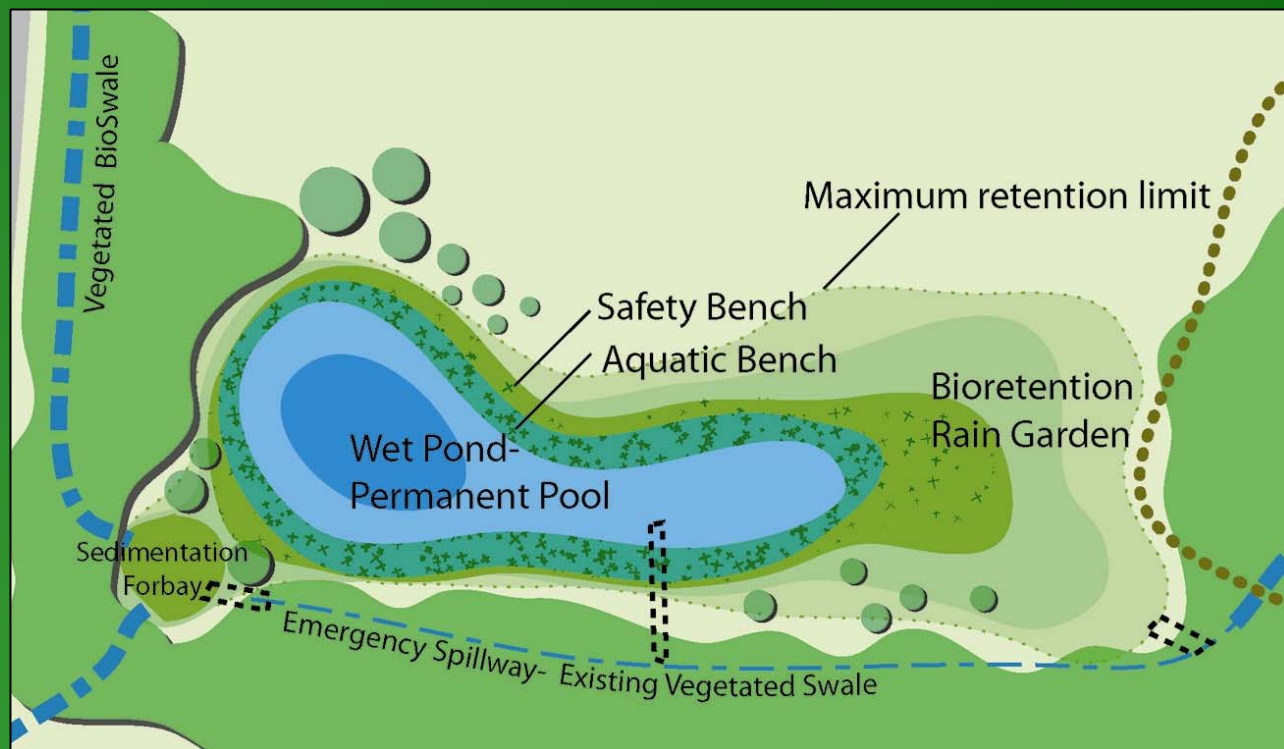 Vegetated BioSwale
Maximum retention limit
Safety Bench
Aquatic Bench
Bioretention
Rain Garden
Wet Pond-
Permanent Pool
Sedimentation
Forbay
Emergency Spillway- Existing Vegetated Swale